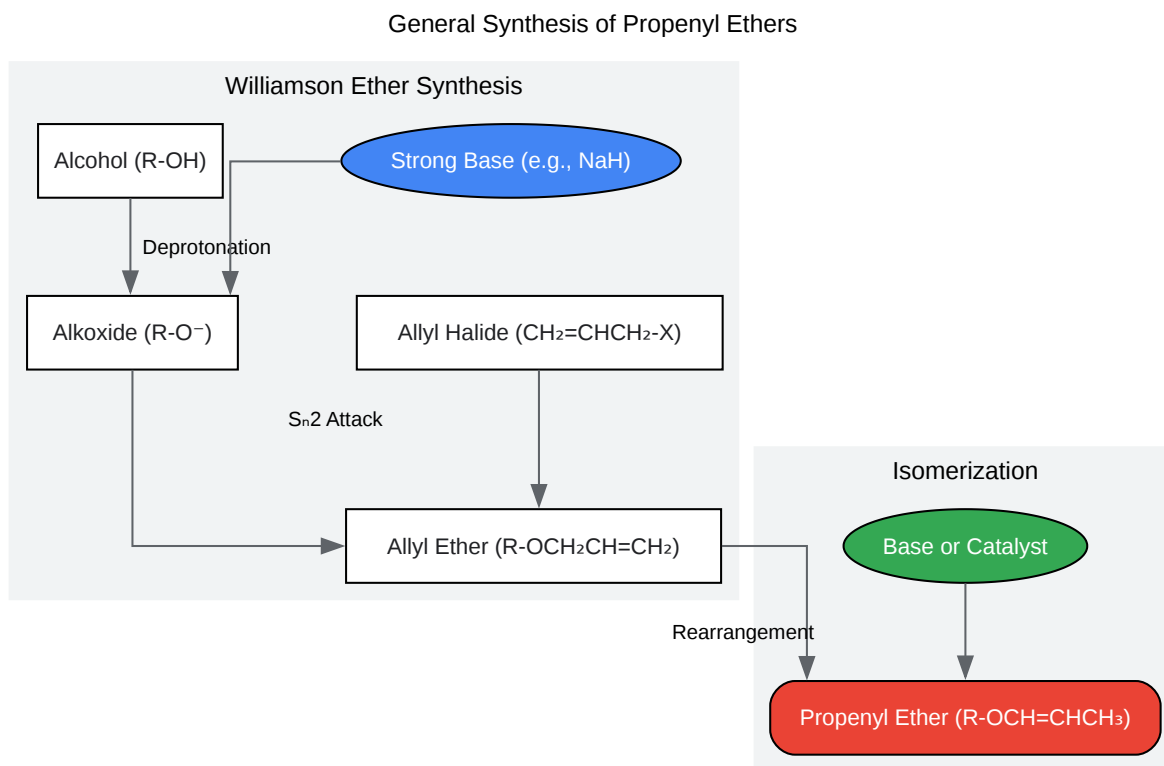 General Synthesis of Propenyl Ethers
Williamson Ether Synthesis
Alcohol (R-OH)
Strong Base (e.g., NaH)
Deprotonation
Alkoxide (R-O⁻)
Allyl Halide (CH₂=CHCH₂-X)
Sₙ2 Attack
Allyl Ether (R-OCH₂CH=CH₂)
Isomerization
Base or Catalyst
Rearrangement
Propenyl Ether (R-OCH=CHCH₃)